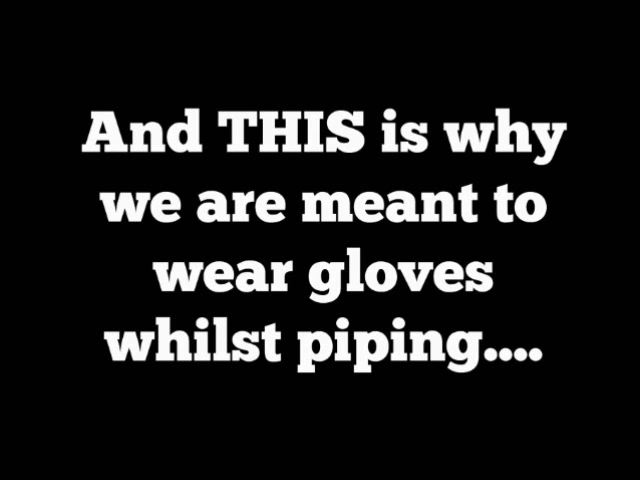 And THIS is why
we are meant to
wear gloves
whilst piping....